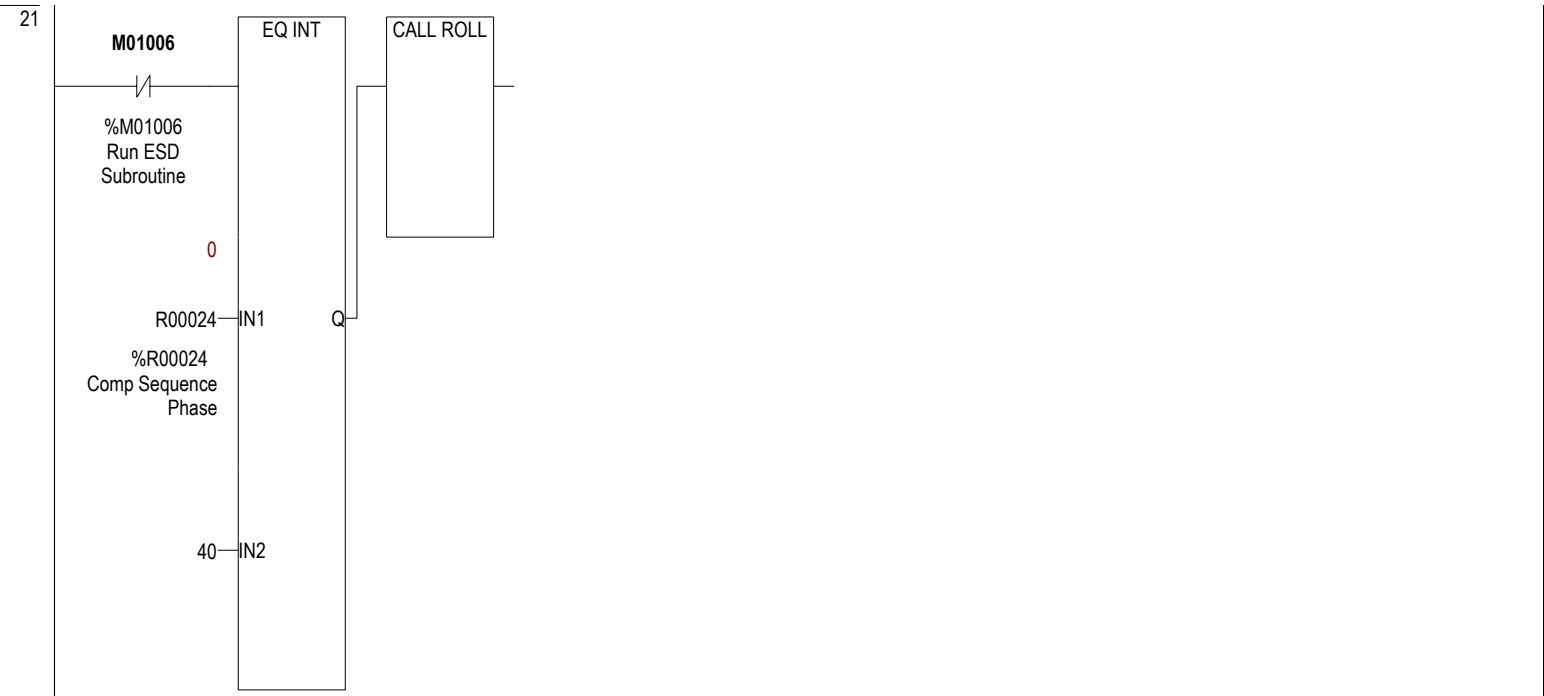 21
M01006
EQ INT
CALL ROLL
%M01006
Run ESD
Subroutine
0
R00024
IN1
Q
%R00024
Comp Sequence
Phase
40
IN2